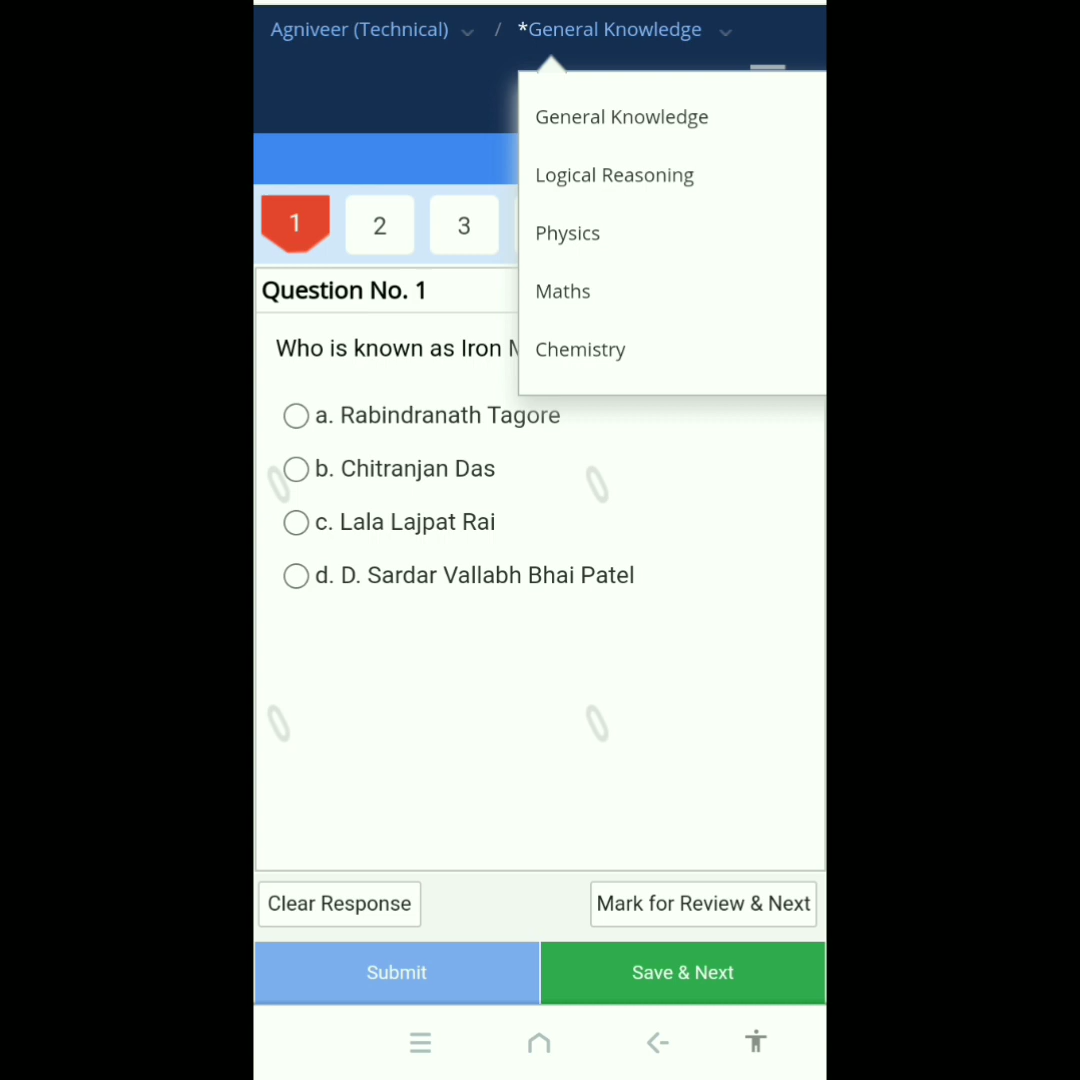 Agniveer (Technical) / *General Knowledge
General Knowledge
Logical Reasoning
Physics
Maths
Chemistry
1 2 3
Question No. 1
Who is known as Iron
a. Rabindranath Tagore
b. Chitranjan Das
c. Lala Lajpat Rai
d. D. Sardar Vallabh Bhai Patel
Clear Response
Mark for Review & Next
Submit
Save & Next